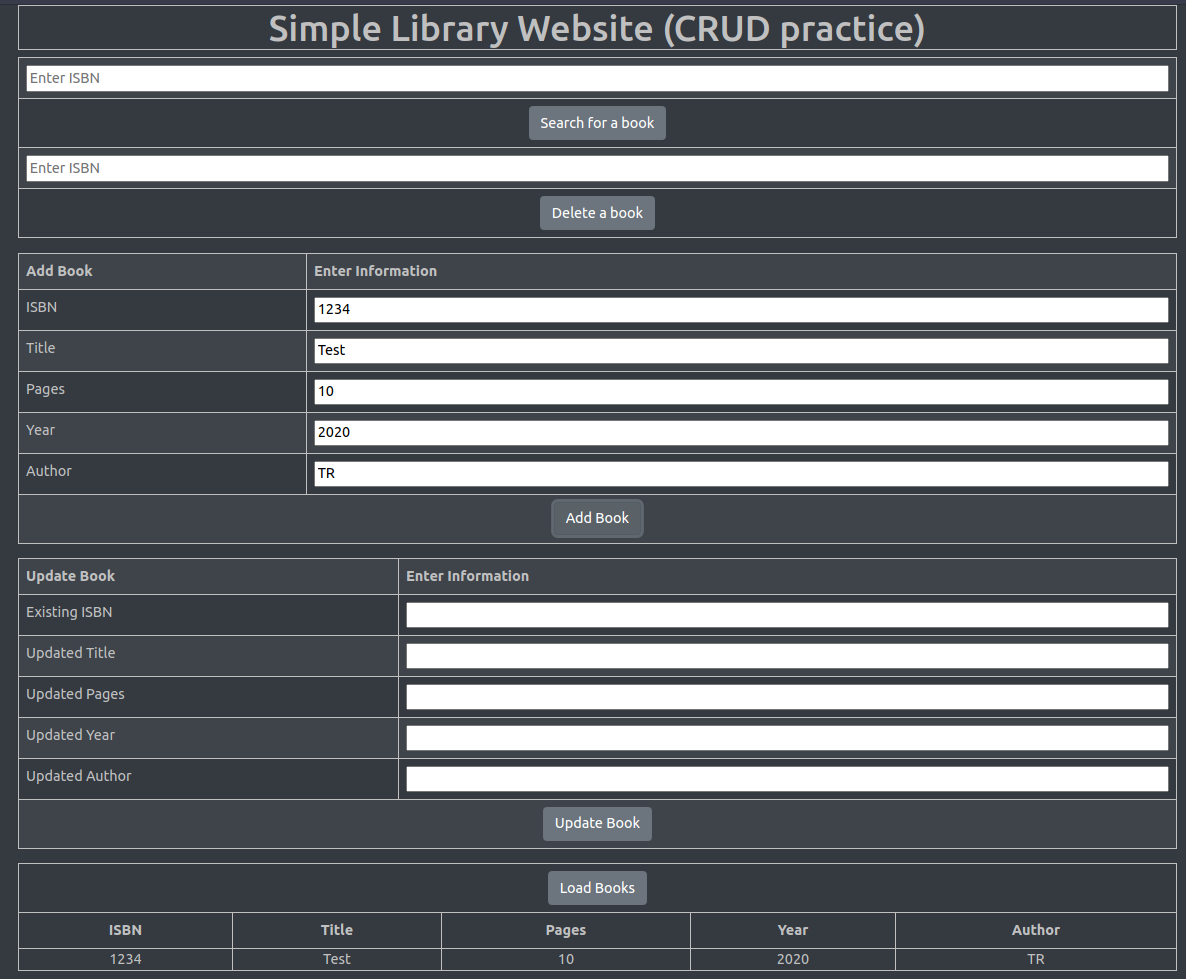 Simple Library Website (CRUD practice)
Enter ISBN
Search for a book
Enter ISBN
Delete a book
Add Book Enter Information
ISBN 1234
Title Test
Pages 10
Year 2020
Author TR
Add Book
Update Book Enter Information
Existing ISBN
Updated Title
Updated Pages
Updated Year
Updated Author
Update Book
Load Books
ISBN Title Pages Year Author
1234 Test 10 2020 TR